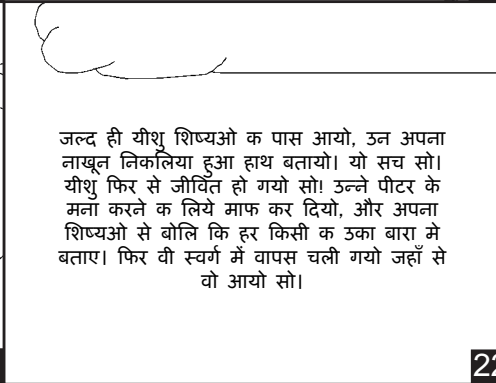 जल्द ही यीशु शिष्यओ क पास आयो, उन अपना
नाखून निकलिया हुआ हाथ बतायो। यो सच सो।
यीशु फिर से जीवित हो गयो सो! उन्ने पीटर के
मना करने क लिये माफ कर दियो, और अपना
शिष्यओ से बोलि कि हर किसी क उका बारा मे
बताए। फिर वी स्वर्ग में वापस चली गयो जहाँ से
वो आयो सो।